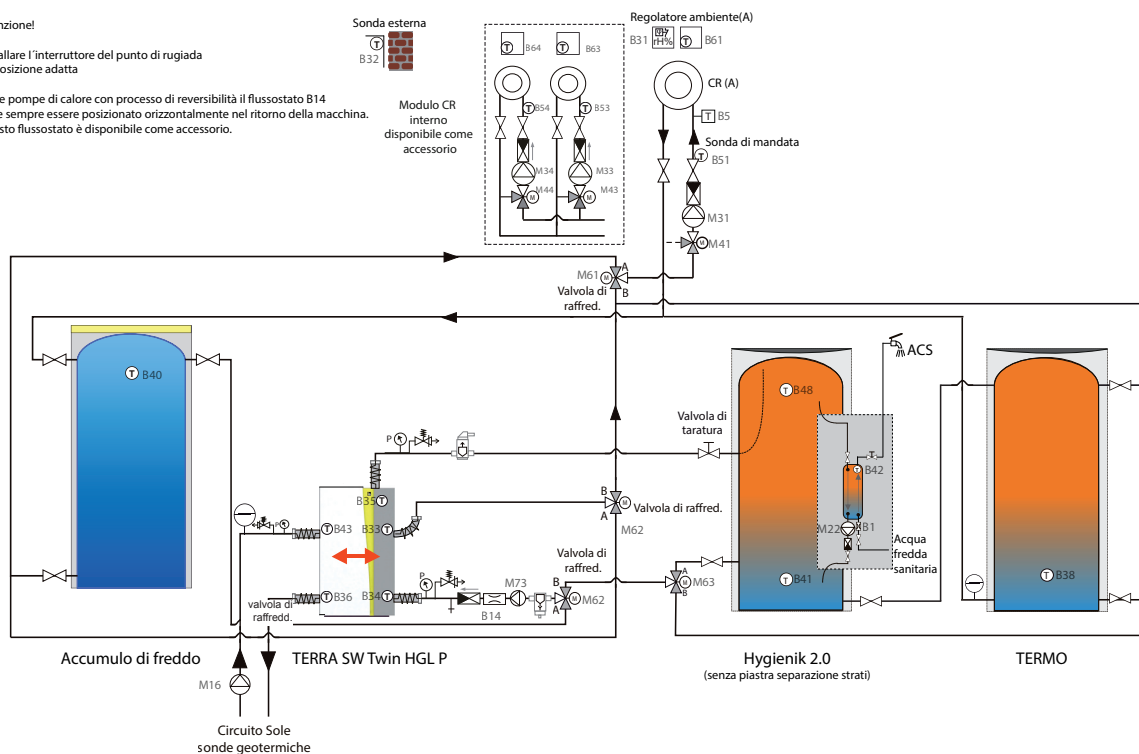 nzione!
allare l´interruttore del punto di rugiada
osizione adatta
e pompe di calore con processo di reversibilità il flussostato B14
e sempre essere posizionato orizzontalmente nel ritorno della macchina.
sto flussostato è disponibile come accessorio.
Sonda esterna
T
B32
Modulo CR
interno
disponibile come
accessorio
T B64
T B63
T B54
T B53
M34
M33
M44
M M43
Regolatore ambiente(A)
B31 rH%
T B61
CR (A)
T B5
Sonda di mandata
T B51
M31
M M41
M61 M
A
B
Valvola di
raffred.
T B40
ACS
T B48
Valvola di
taratura
P
T B42
B35 T
B
A
Valvola di raffred.
M
M62
P
T B43
B33 T
M22
B1
Acqua
fredda
sanitaria
Valvola di
raffred.
P
M73
B
A
M M62
A
B
M M63
T B41
T B38
T B36
B34 T
B14
valvola di
raffredd.
Accumulo di freddo
TERRA SW Twin HGL P
Hygienik 2.0
(senza piastra separazione strati)
TERMO
M16
Circuito Sole
sonde geotermiche